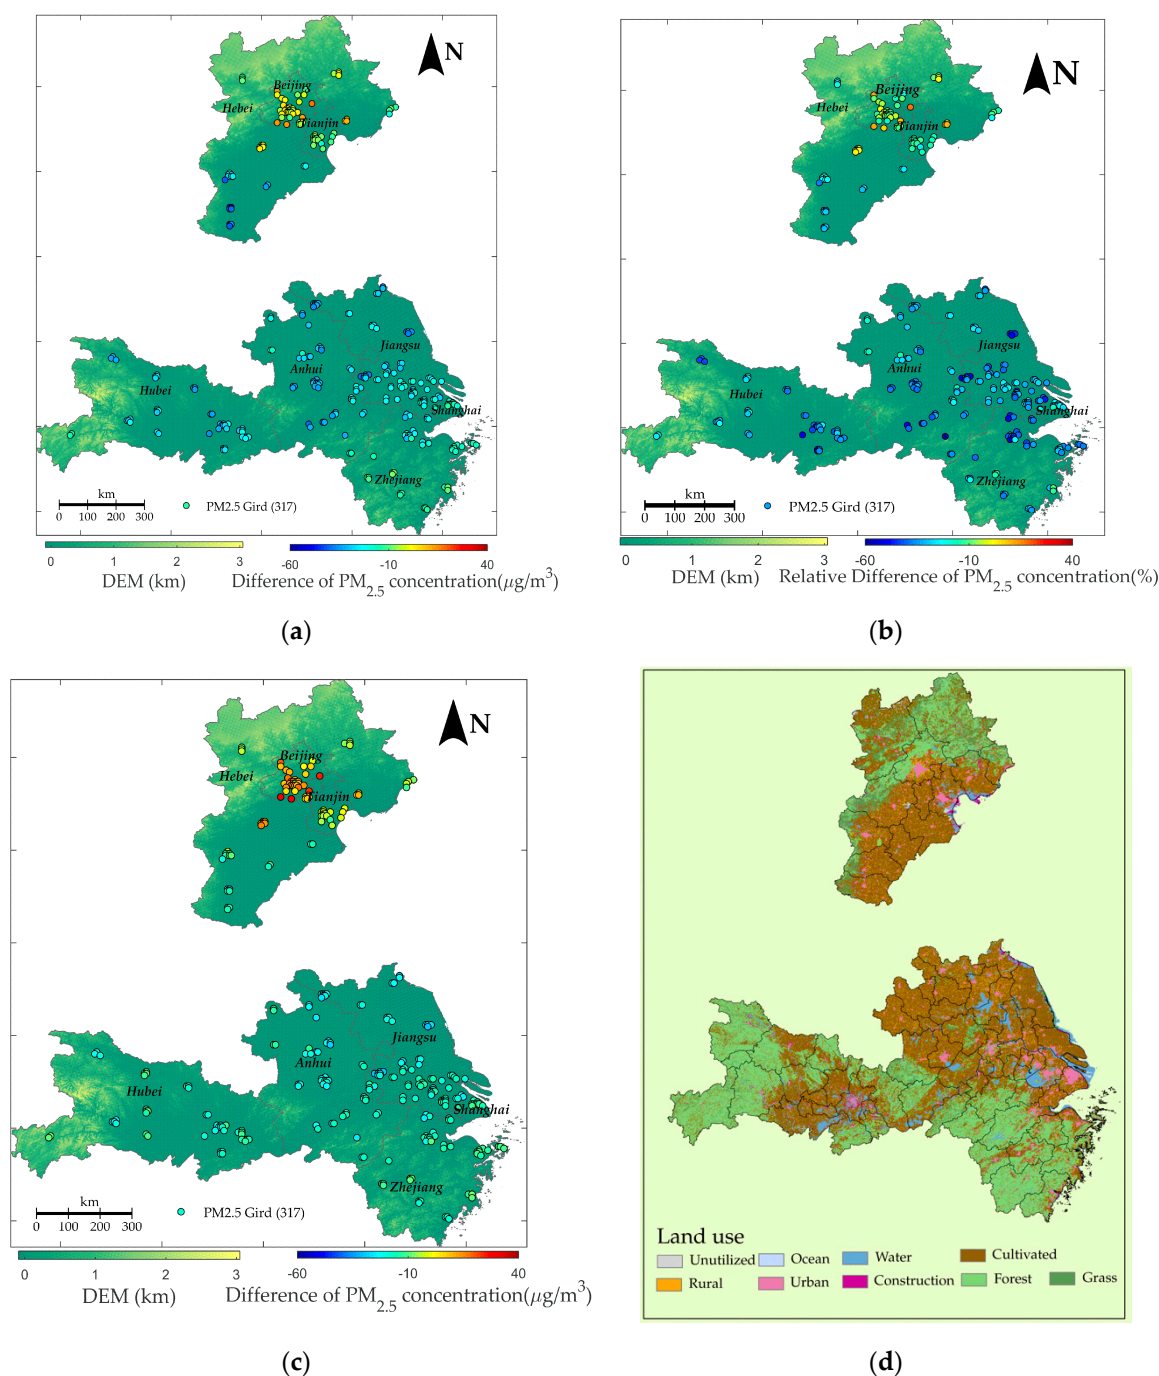 N
Beijing
Hebei
Tianjin
Jiangsu
Anhui
Hubei
Shanghai
Zhejiang
km
0 100 200 300
PM2.5 Gird (317)
0 1 2 3
DEM (km)
-60 -10 40
Difference of PM2.5 concentration(μg/m3)
(a)
N
Beijing
Hebei
Tianjin
Jiangsu
Anhui
Hubei
Shanghai
Zhejiang
km
0 100 200 300
PM2.5 Gird (317)
0 1 2 3
DEM (km)
-60 -10 40
Relative Difference of PM2.5 concentration(%)
(b)
N
Beijing
Hebei
Tianjin
Jiangsu
Anhui
Hubei
Shanghai
Zhejiang
km
0 100 200 300
PM2.5 Gird (317)
0 1 2 3
DEM (km)
-60 -10 40
Difference of PM2.5 concentration(μg/m3)
(c)
Land use
Unutilized Ocean Water Cultivated
Rural Urban Construction Forest Grass
(d)